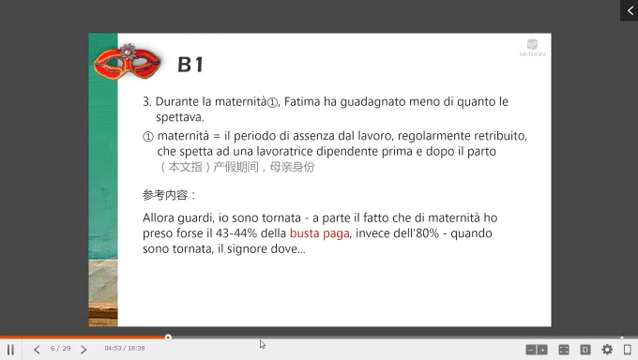 B1
3. Durante la maternità①, Fatima ha guadagnato meno di quanto le
spettava.
① maternità = il periodo di assenza dal lavoro, regolarmente retribuito,
che spetta ad una lavoratrice dipendente prima e dopo il parto
（本文指）产假期间，母亲身份
参考内容：
Allora guardi, io sono tornata - a parte il fatto che di maternità ho
preso forse il 43-44% della busta paga, invece dell'80% - quando
sono tornata, il signore dove...
6 / 29
04:53 / 18:38
D